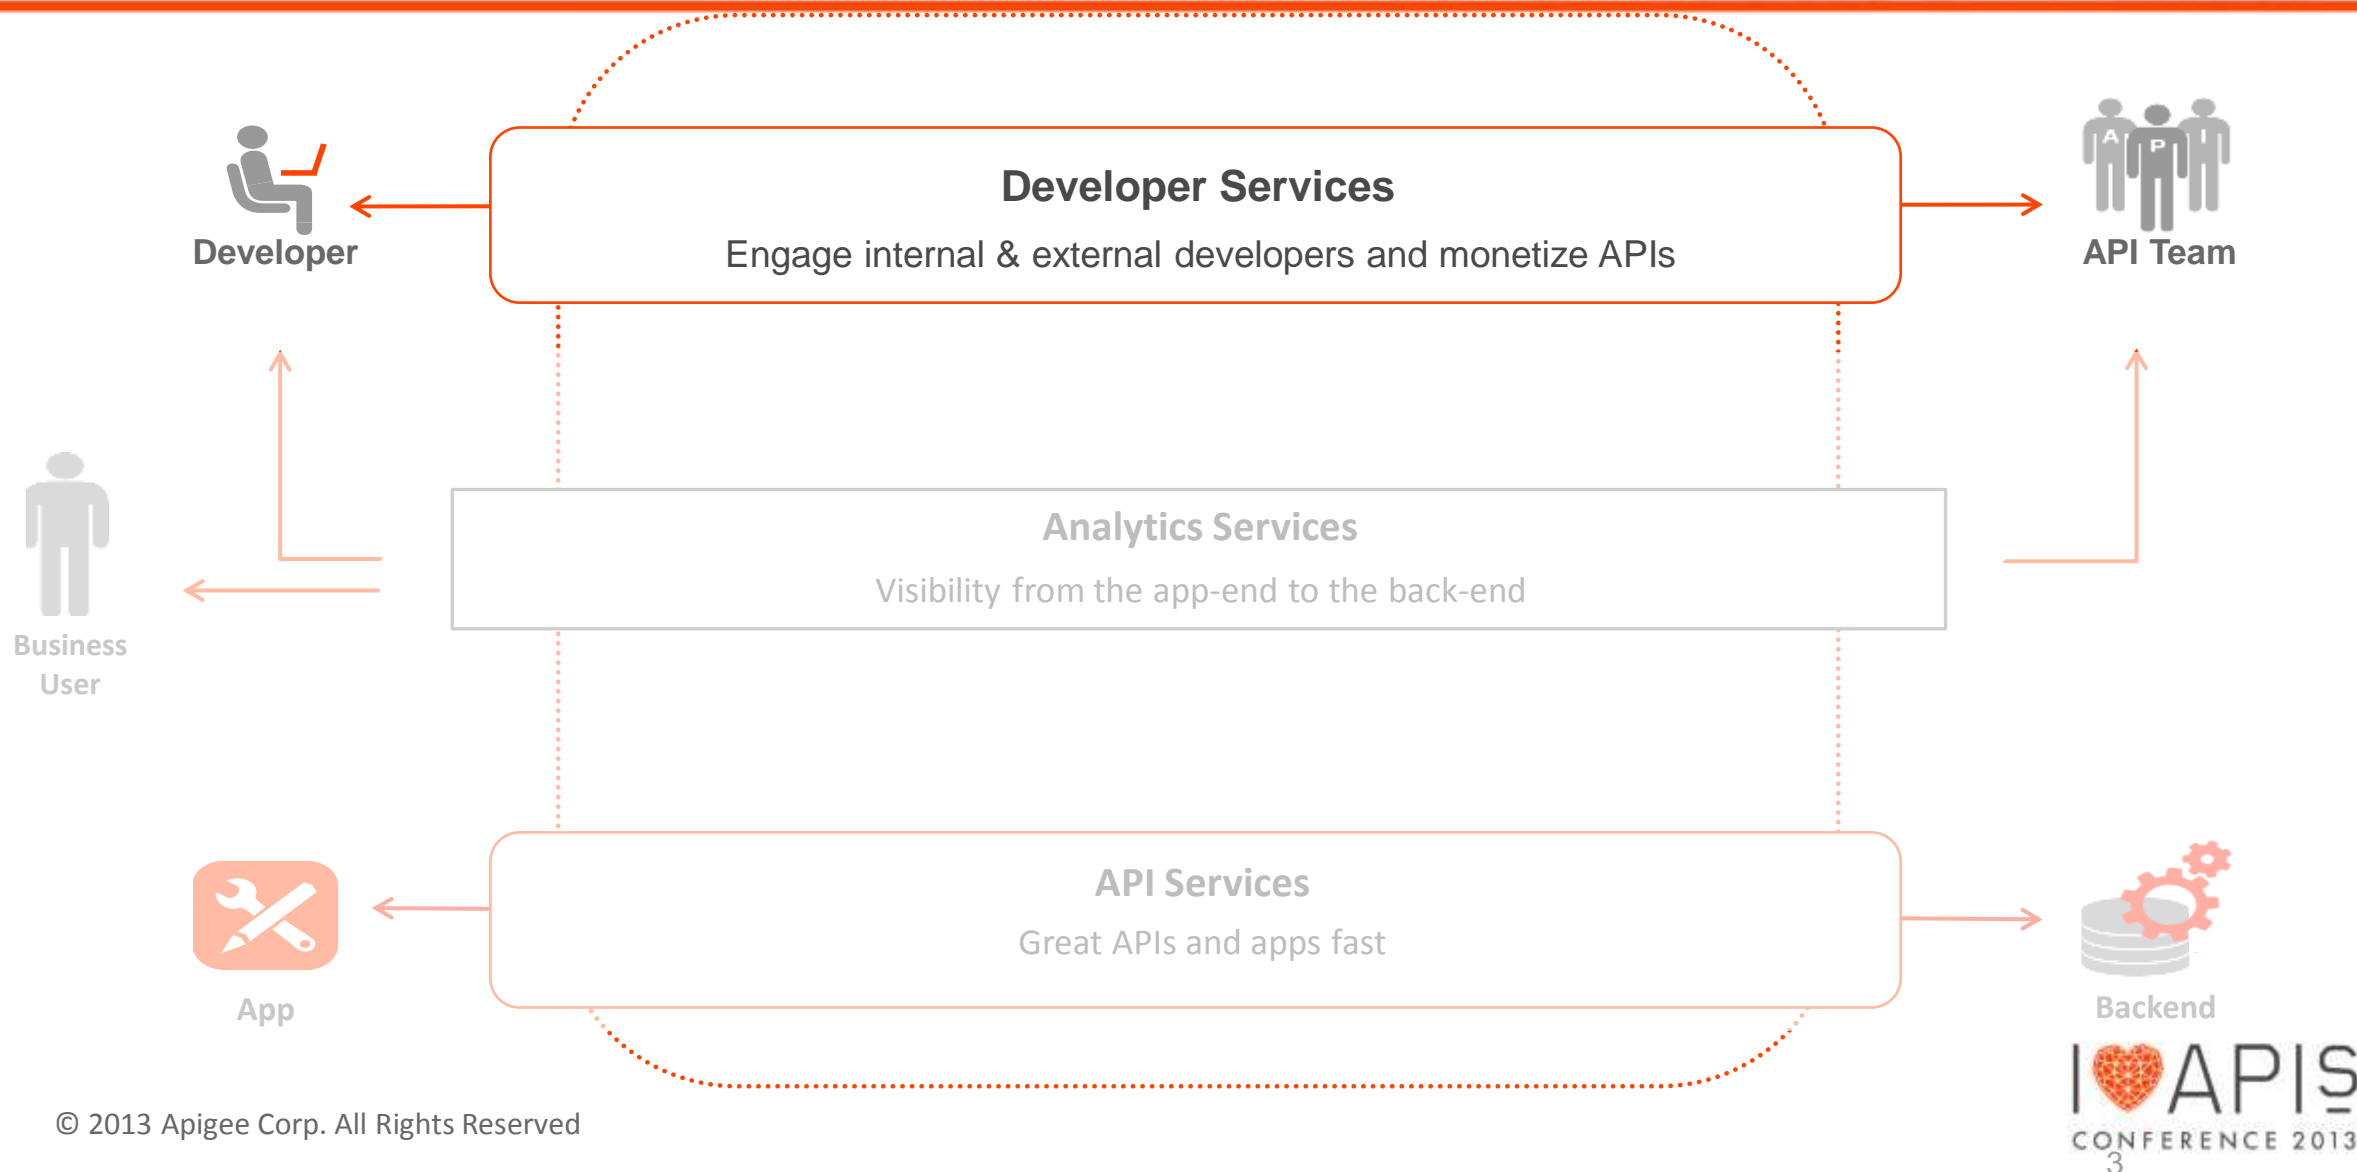 A P I
Developer Services
Developer
Engage internal & external developers and monetize APIs
API Team
Analytics Services
Visibility from the app-end to the back-end
Business
User
API Services
Great APIs and apps fast
App
Backend
I APIS
CONFERENCE 2013
© 2013 Apigee Corp. All Rights Reserved
3